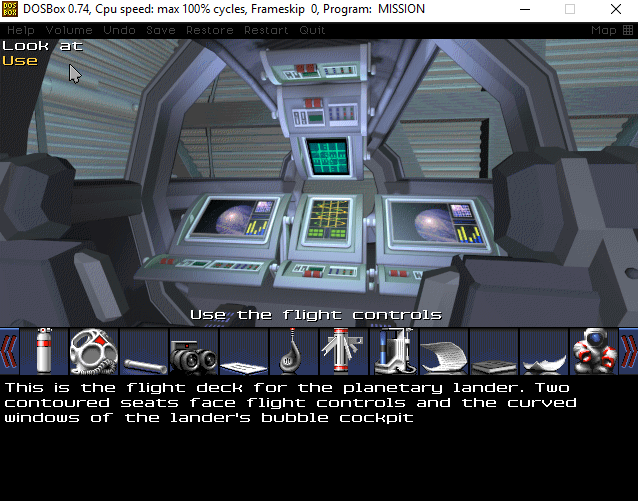 DOS
BOX
DOSBox 0.74, Cpu speed: max 100% cycles, Frameskip 0, Program: MISSION
Help Volume Undo Save Restore Restart Quit Map
Look at
Use
Use the flight controls
This is the flight deck for the planetary lander. Two
contoured seats face flight controls and the curved
windows of the lander's bubble cockpit